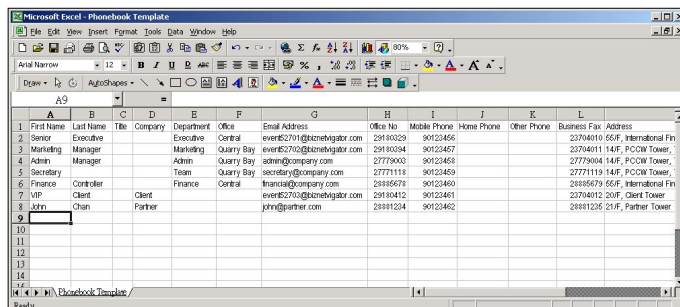 Microsoft Excel - Phonebook Template
File Edit View Insert Format Tools Data Window Help
80%
Arial Narrow 12 B I U
Draw AutoShapes
A9 =
A B C D E F G H I J K L M
1 First Name Last Name Title Company Department Office Email Address Office No Mobile Phone Home Phone Other Phone Business Fax Address
2 Senior Executive Executive Central event52701@biznetvigator.com 29180329 90123456 23704010 55/F, International Fin
3 Marketing Manager Marketing Quarry Bay event52702@biznetvigator.com 29180394 90123457 23704011 14/F, PCCW Tower,
4 Admin Manager Admin Quarry Bay admin@company.com 27779003 90123458 27779004 14/F, PCCW Tower,
5 Secretary Team Quarry Bay secretary@company.com 27771118 90123459 27771119 14/F, PCCW Tower,
6 Finance Controller Finance Central financial@company.com 28885678 90123460 28885679 55/F, International Fin
7 VIP Client Client event52703@biznetvigator.com 29180412 90123461 23704012 20/F, Client Tower
8 John Chan Partner john@partner.com 28881234 90123462 28881235 21/F, Partner Tower
9
10
11
12
13
14
Phonebook Template
Ready